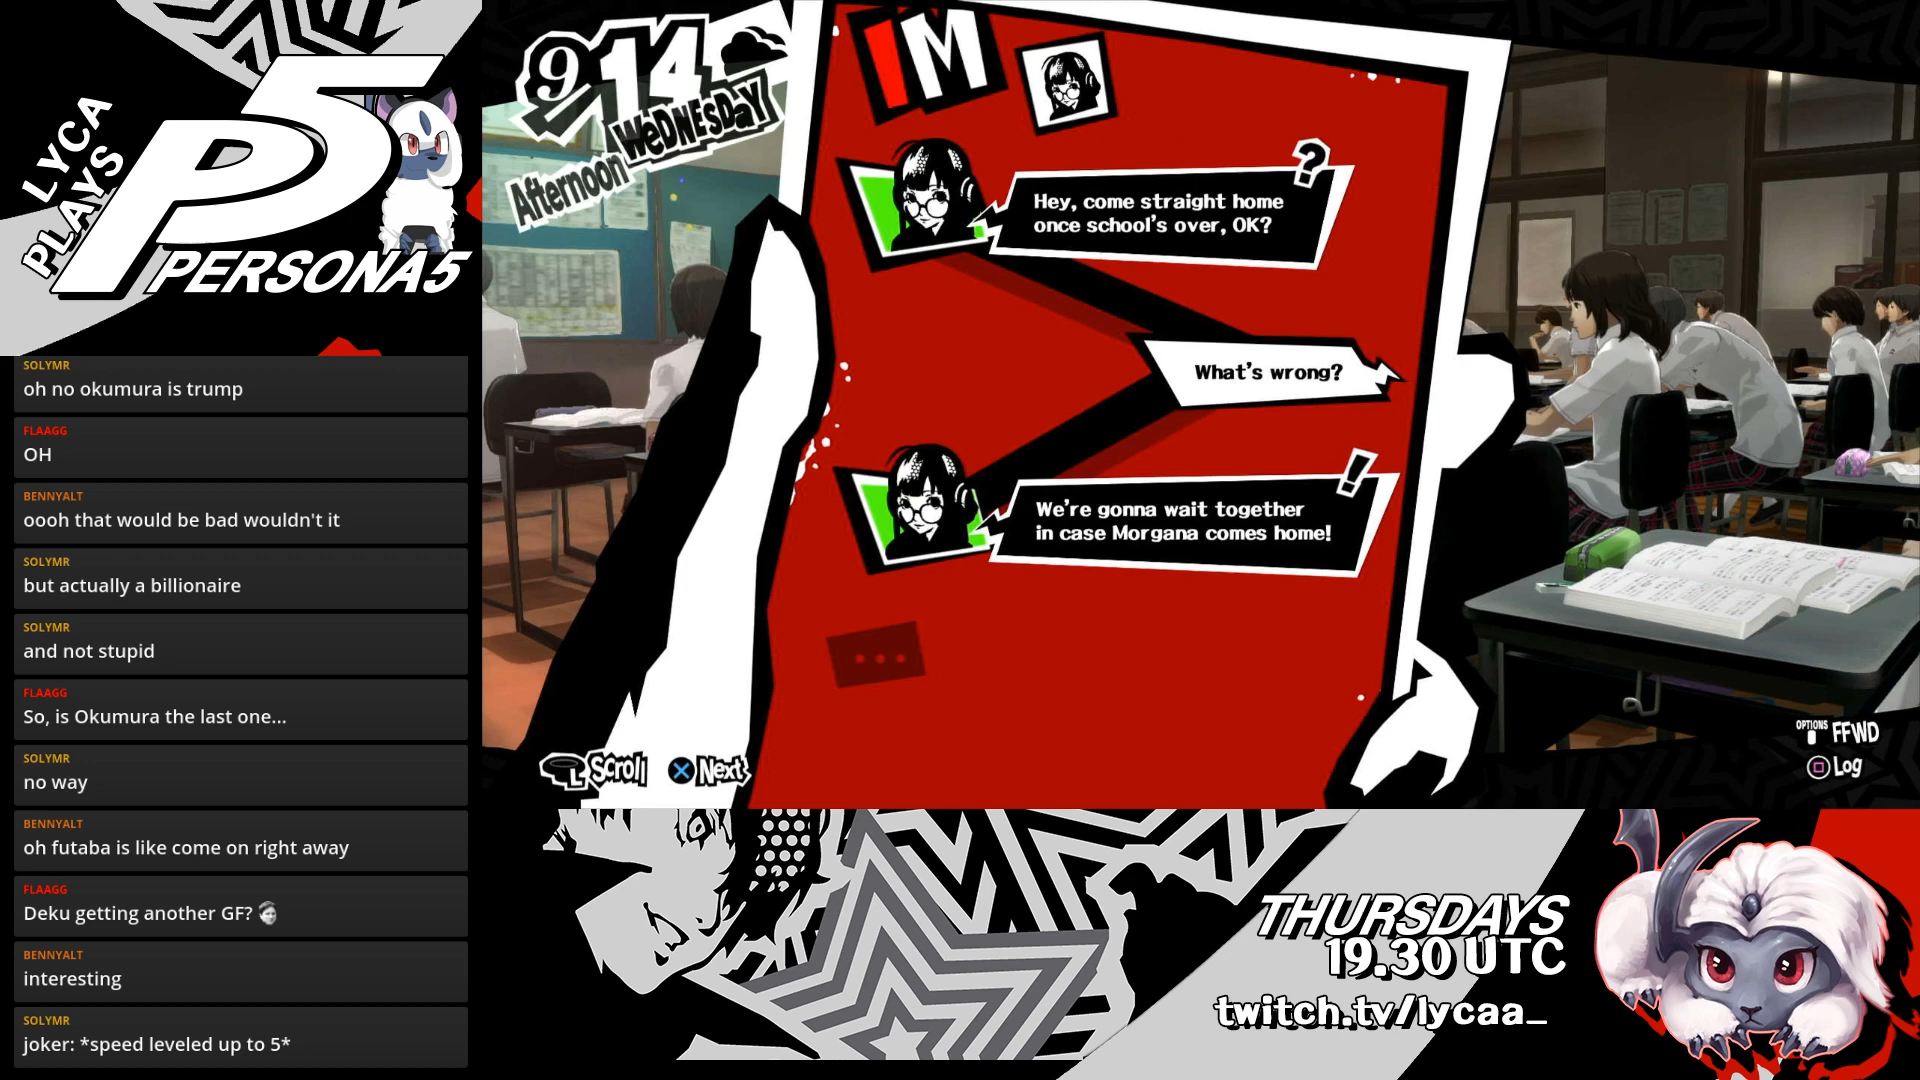 LYCA
PLAYS
P5
PERSONA5
SOLYMR
oh no okumura is trump
FLAAGG
OH
BENNYALT
oooh that would be bad wouldn't it
SOLYMR
but actually a billionaire
SOLYMR
and not stupid
FLAAGG
So, is Okumura the last one...
SOLYMR
no way
BENNYALT
oh futaba is like come on right away
FLAAGG
Deku getting another GF?
BENNYALT
interesting
SOLYMR
joker: *speed leveled up to 5*
9/14
WeDNEsDaY
Afternoon
IM
?
Hey, come straight home
once school's over, OK?
What's wrong?
!
We're gonna wait together
in case Morgana comes home!
...
L Scroll
Next
OPTIONS FFWD
Log
THURSDAYS
19.30 UTC
twitch.tv/lycaa_